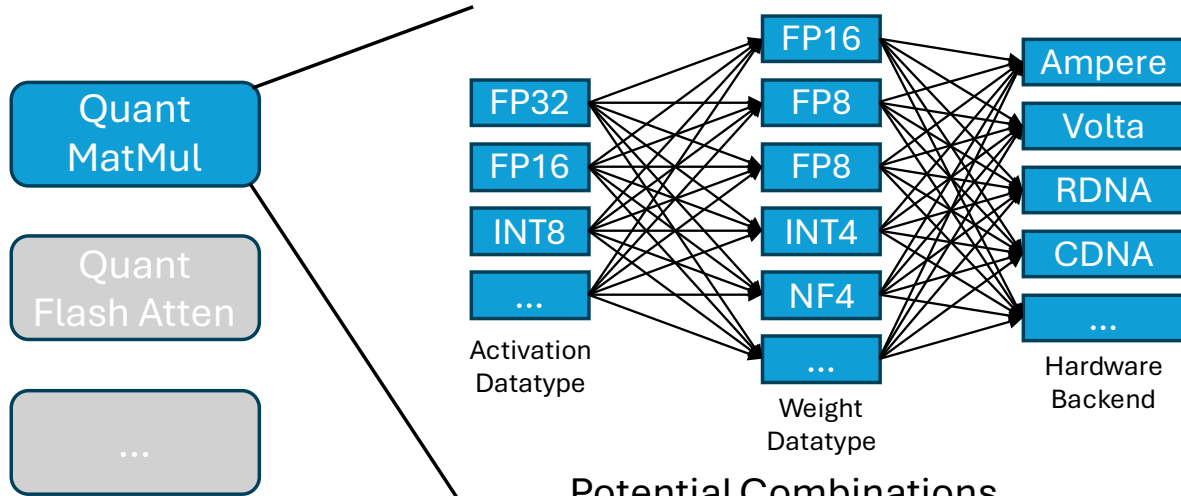 Quant
MatMul
Quant
Flash Atten
...
FP32
FP16
INT8
...
Activation
Datatype
FP16
FP8
FP8
INT4
NF4
...
Weight
Datatype
Ampere
Volta
RDNA
CDNA
...
Hardware
Backend
Potential Combinations